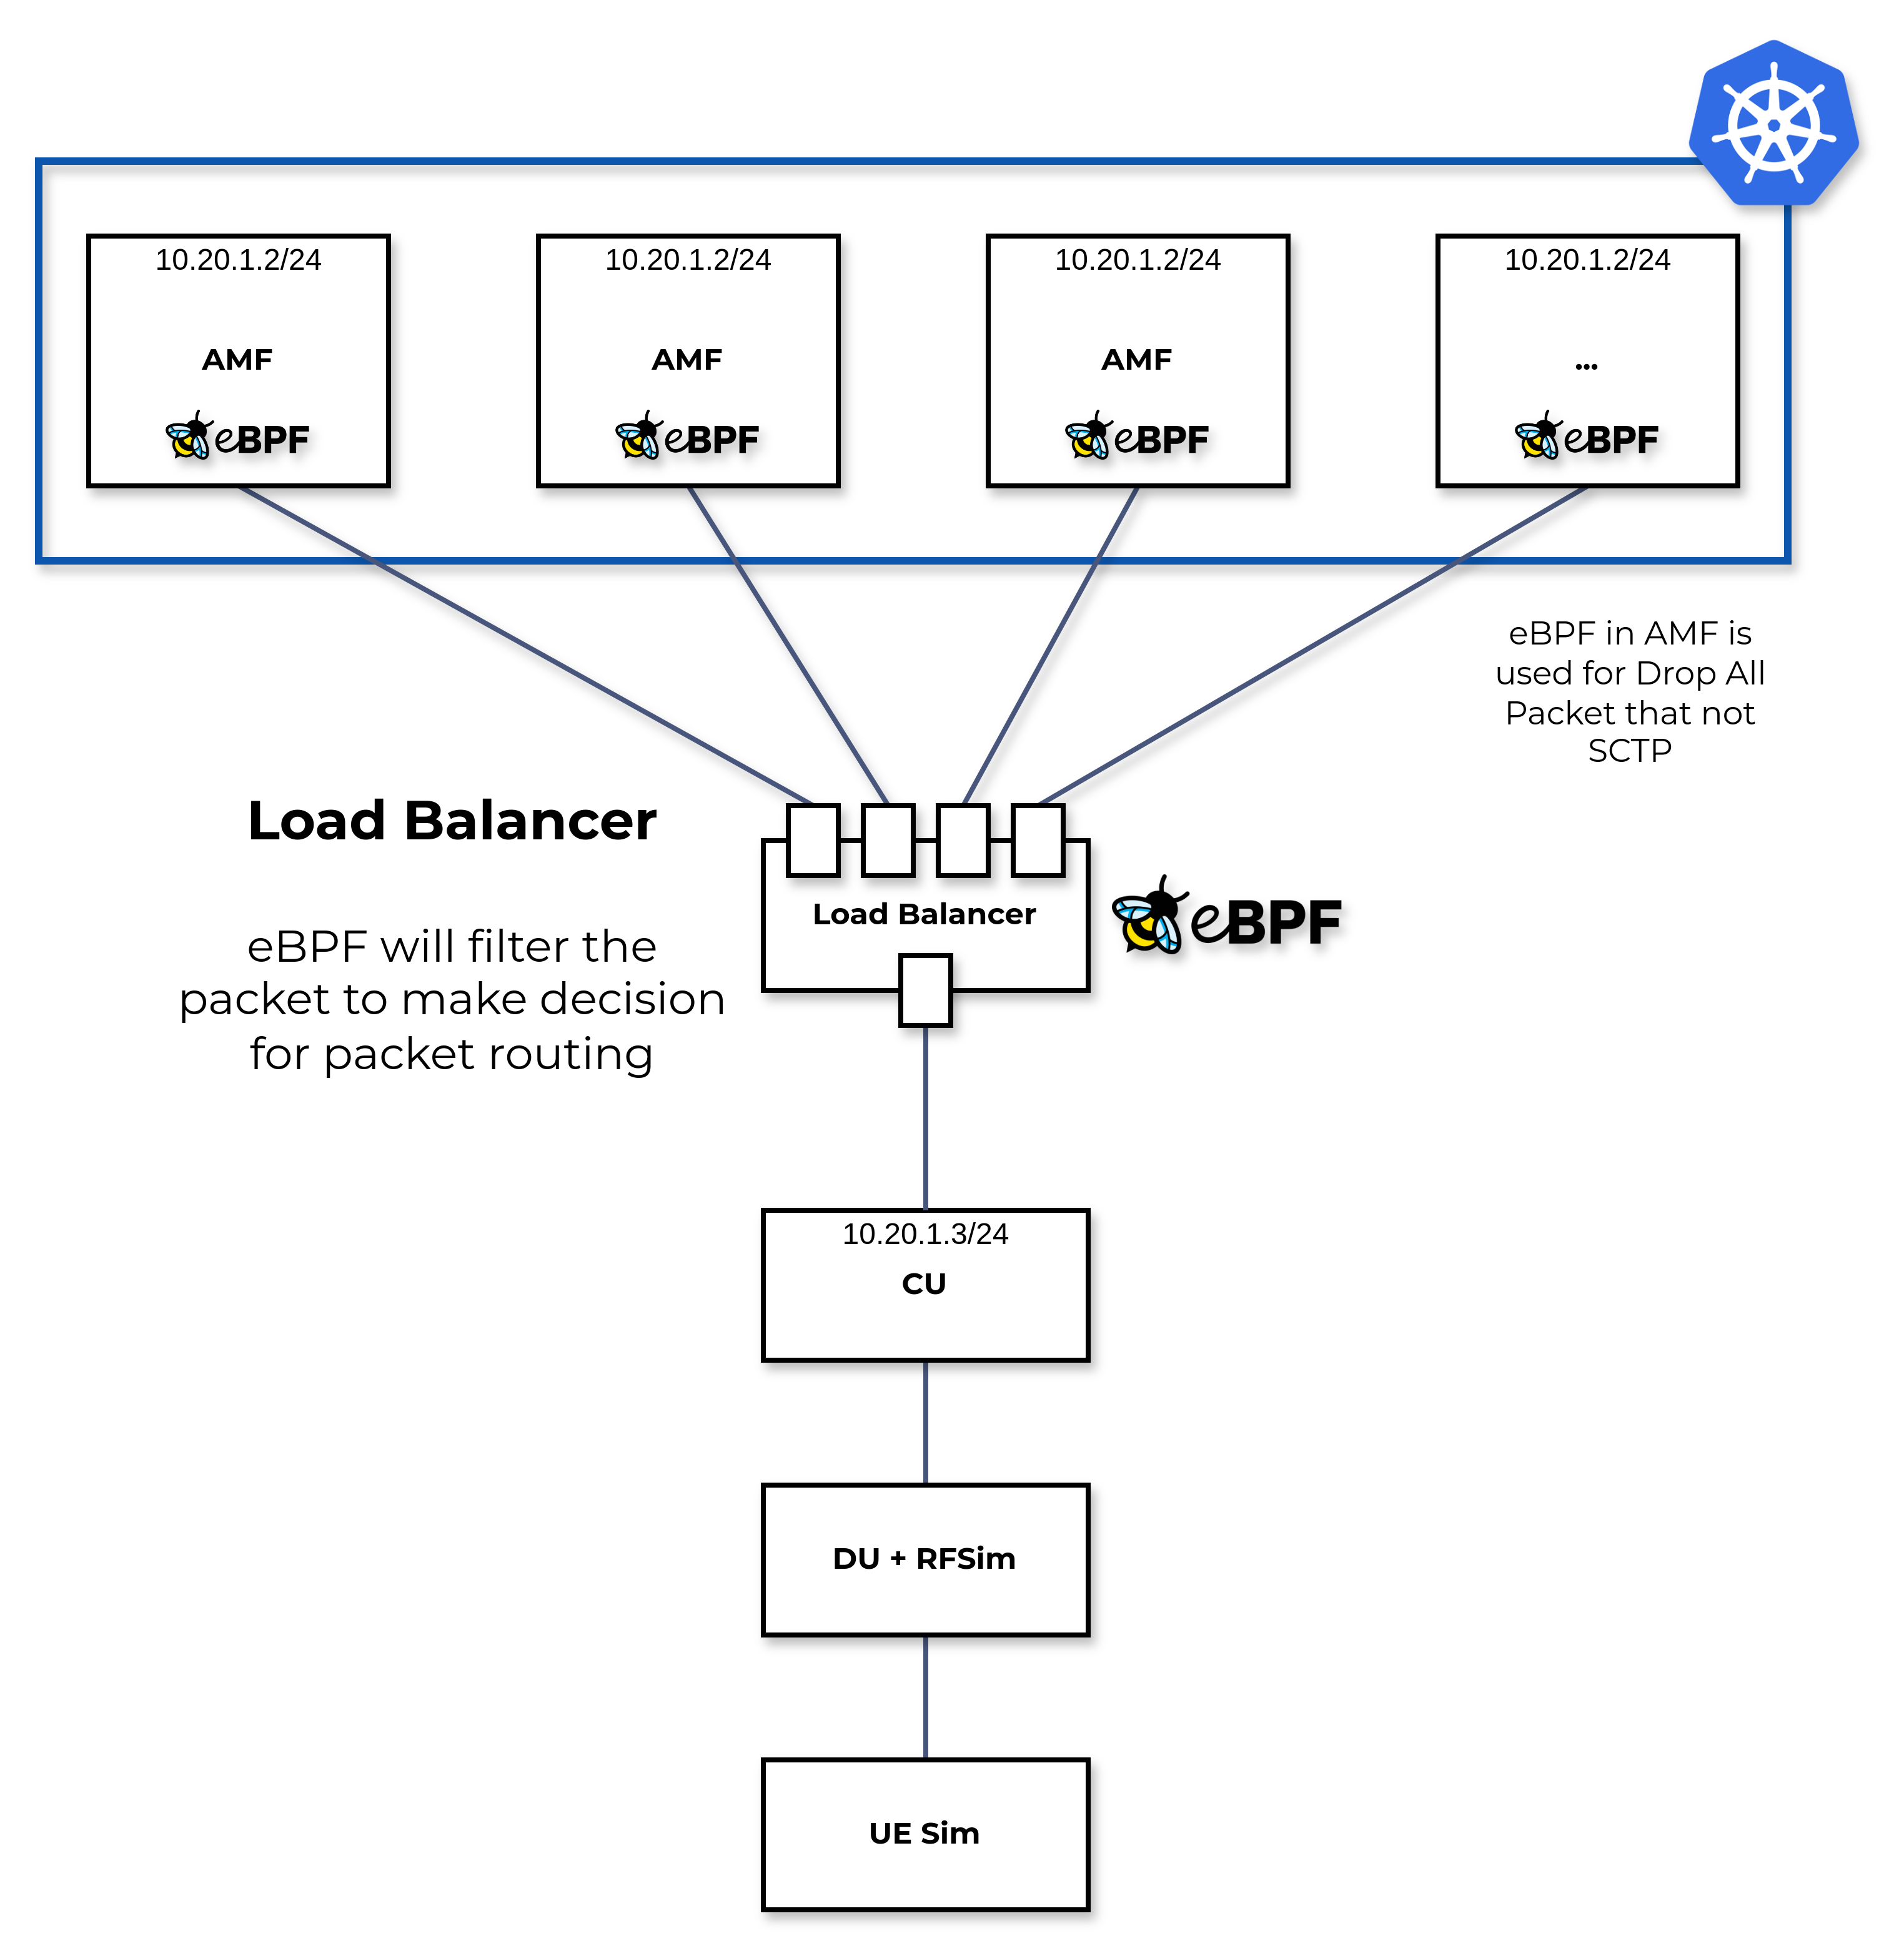 10.20.1.2/24
AMF
eBPF
10.20.1.2/24
AMF
eBPF
10.20.1.2/24
AMF
eBPF
10.20.1.2/24
...
eBPF
eBPF in AMF is
used for Drop All
Packet that not
SCTP
Load Balancer
eBPF will filter the
packet to make decision
for packet routing
Load Balancer
eBPF
10.20.1.3/24
CU
DU + RFSim
UE Sim